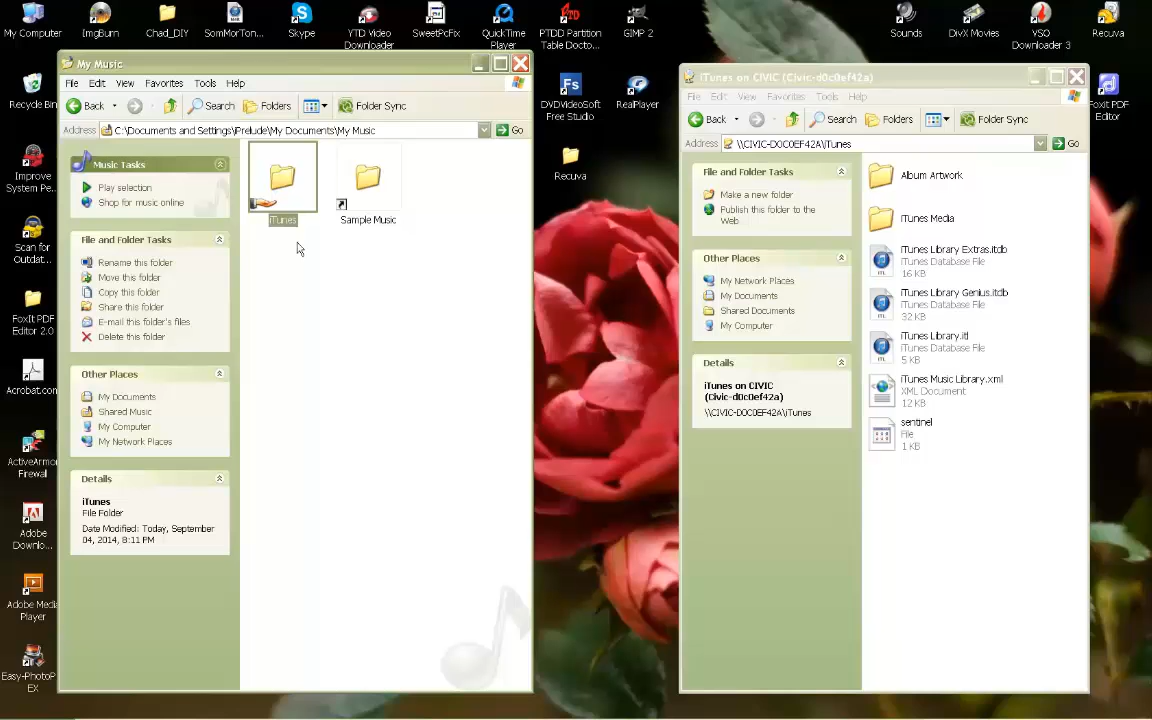 My Computer
ImgBurn
Chad_DIY
SomMorTon...
Skype
YTD Video
Downloader
SweetPcFix
QuickTime
Player
PTDD Partition
Table Docto...
GIMP 2
Sounds
DivX Movies
VSO
Downloader 3
Recuva
Recycle Bin
Improve
System Pe...
Scan for
Outdat...
FoxIt PDF
Editor 2.0
Acrobat.com
ActiveArmor
Firewall
Adobe
Downlo...
Adobe Media
Player
Easy-PhotoP
EX
My Music
File Edit View Favorites Tools Help
Back Search Folders Folder Sync
Address C:\Documents and Settings\Prelude\My Documents\My Music Go
Music Tasks
Play selection
Shop for music online
File and Folder Tasks
Rename this folder
Move this folder
Copy this folder
Share this folder
E-mail this folder's files
Delete this folder
Other Places
My Documents
Shared Music
My Computer
My Network Places
Details
iTunes
File Folder
Date Modified: Today, September
04, 2014, 8:11 PM
iTunes
Sample Music
DVDVideoSoft
Free Studio
RealPlayer
Recuva
iTunes on CIVIC (Civic-d0c0ef42a)
File Edit View Favorites Tools Help
Back Search Folders Folder Sync
Address \\CIVIC-D0C0EF42A\iTunes Go
File and Folder Tasks
Make a new folder
Publish this folder to the
Web
Other Places
My Network Places
My Documents
Shared Documents
My Computer
Details
iTunes on CIVIC
(Civic-d0c0ef42a)
\\CIVIC-D0C0EF42A\iTunes
Album Artwork
iTunes Media
iTunes Library Extras.itdb
iTunes Database File
16 KB
iTunes Library Genius.itdb
iTunes Database File
32 KB
iTunes Library.itl
iTunes Database File
5 KB
iTunes Music Library.xml
XML Document
12 KB
sentinel
File
1 KB
Foxit PDF
Editor